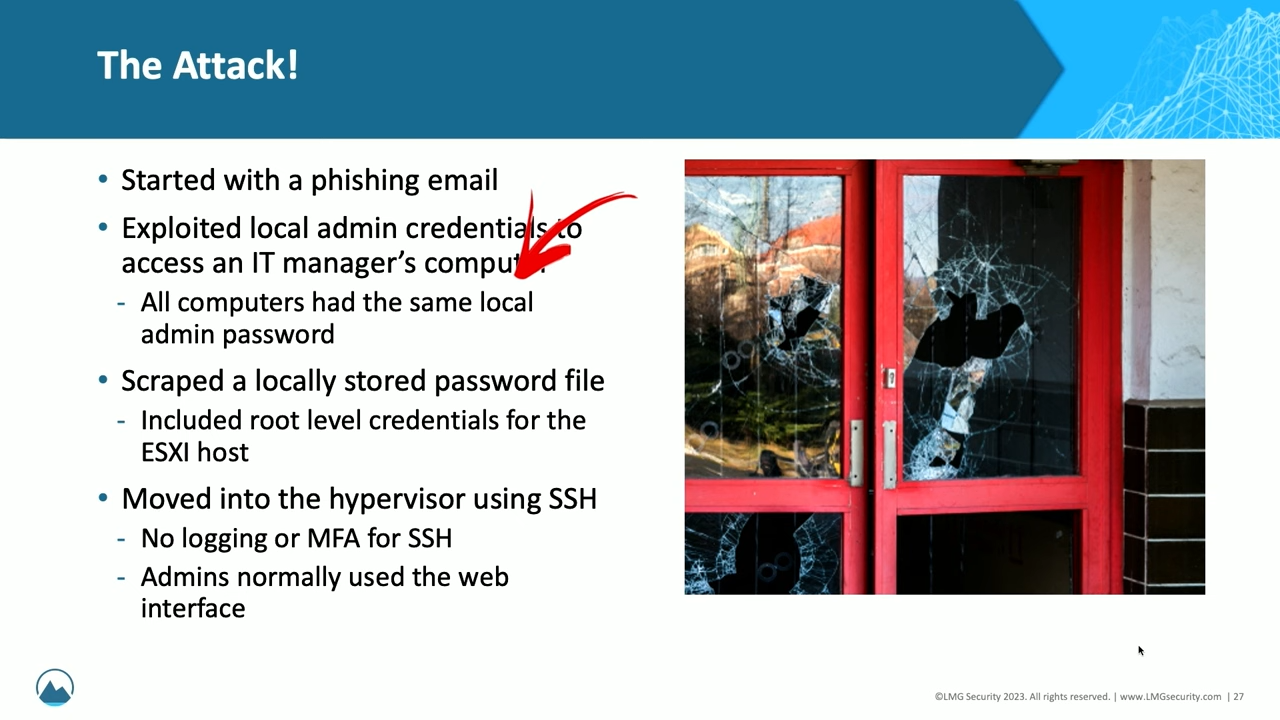 The Attack!
• Started with a phishing email
• Exploited local admin credentials to
access an IT manager's computer
- All computers had the same local
admin password
• Scraped a locally stored password file
- Included root level credentials for the
ESXI host
• Moved into the hypervisor using SSH
- No logging or MFA for SSH
- Admins normally used the web
interface
©LMG Security 2023. All rights reserved. | www.LMGsecurity.com | 27